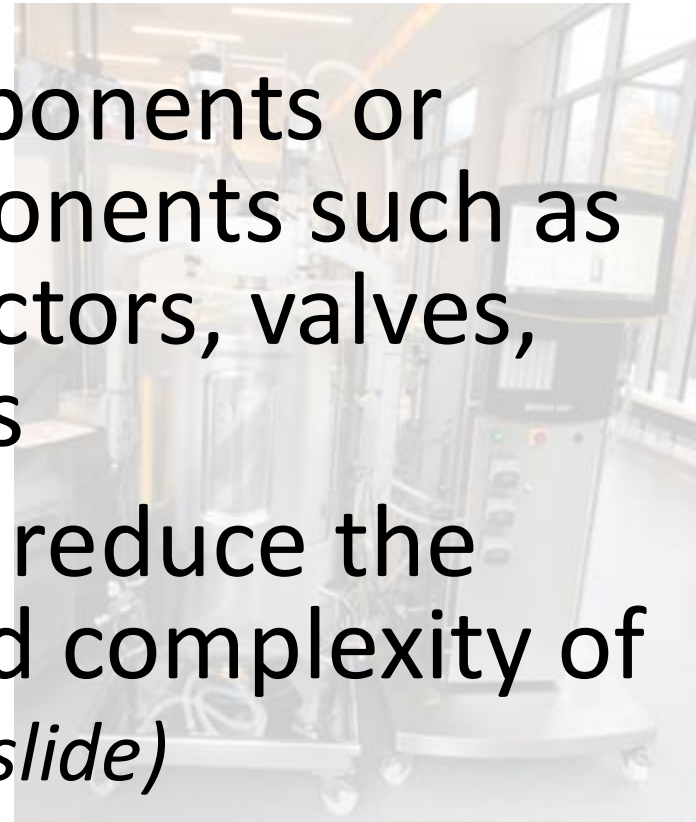 ponents or
onents such as
ctors, valves,
s
reduce the
d complexity of
slide)